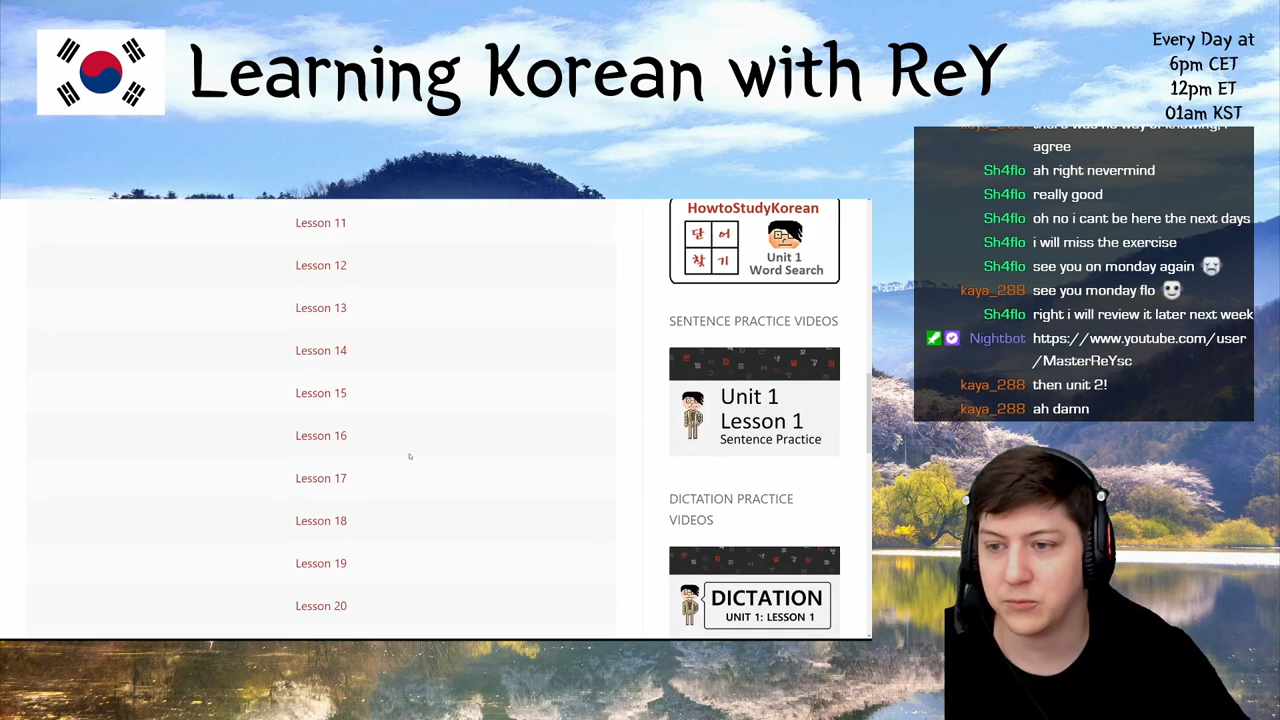 Learning Korean with ReY
Every Day at
6pm CET
12pm ET
01am KST
Lesson 11
Lesson 12
Lesson 13
Lesson 14
Lesson 15
Lesson 16
Lesson 17
Lesson 18
Lesson 19
Lesson 20
HowtoStudyKorean
단 어
찾 기
Unit 1
Word Search
SENTENCE PRACTICE VIDEOS
Unit 1
Lesson 1
Sentence Practice
DICTATION PRACTICE
VIDEOS
DICTATION
UNIT 1: LESSON 1
agree
Sh4flo ah right nevermind
Sh4flo really good
Sh4flo oh no i cant be here the next days
Sh4flo i will miss the exercise
Sh4flo see you on monday again
kaya_288 see you monday flo
Sh4flo right i will review it later next week
Nightbot https://www.youtube.com/user
/MasterReYsc
kaya_288 then unit 2!
kaya_288 ah damn